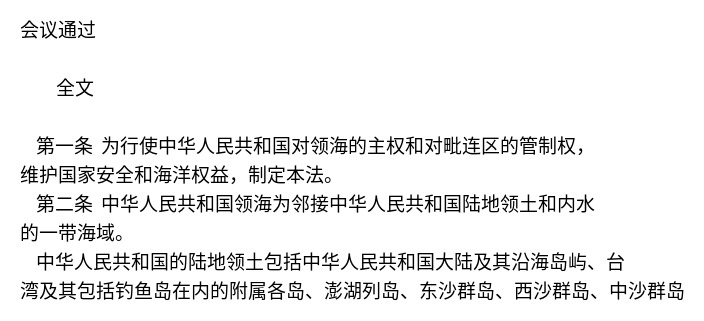 会议通过
全文
第一条 为行使中华人民共和国对领海的主权和对毗连区的管制权，
维护国家安全和海洋权益，制定本法。
第二条 中华人民共和国领海为邻接中华人民共和国陆地领土和内水
的一带海域。
中华人民共和国的陆地领土包括中华人民共和国大陆及其沿海岛屿、台
湾及其包括钓鱼岛在内的附属各岛、澎湖列岛、东沙群岛、西沙群岛、中沙群岛